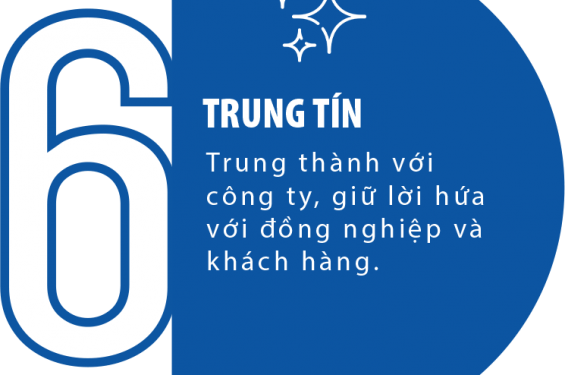 6
TRUNG TÍN
Trung thành với
công ty, giữ lời hứa
với đồng nghiệp và
khách hàng.